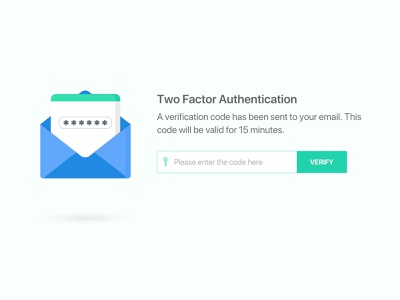 ✱✱✱✱✱✱
Two Factor Authentication
A verification code has been sent to your email. This
code will be valid for 15 minutes.
Please enter the code here
VERIFY